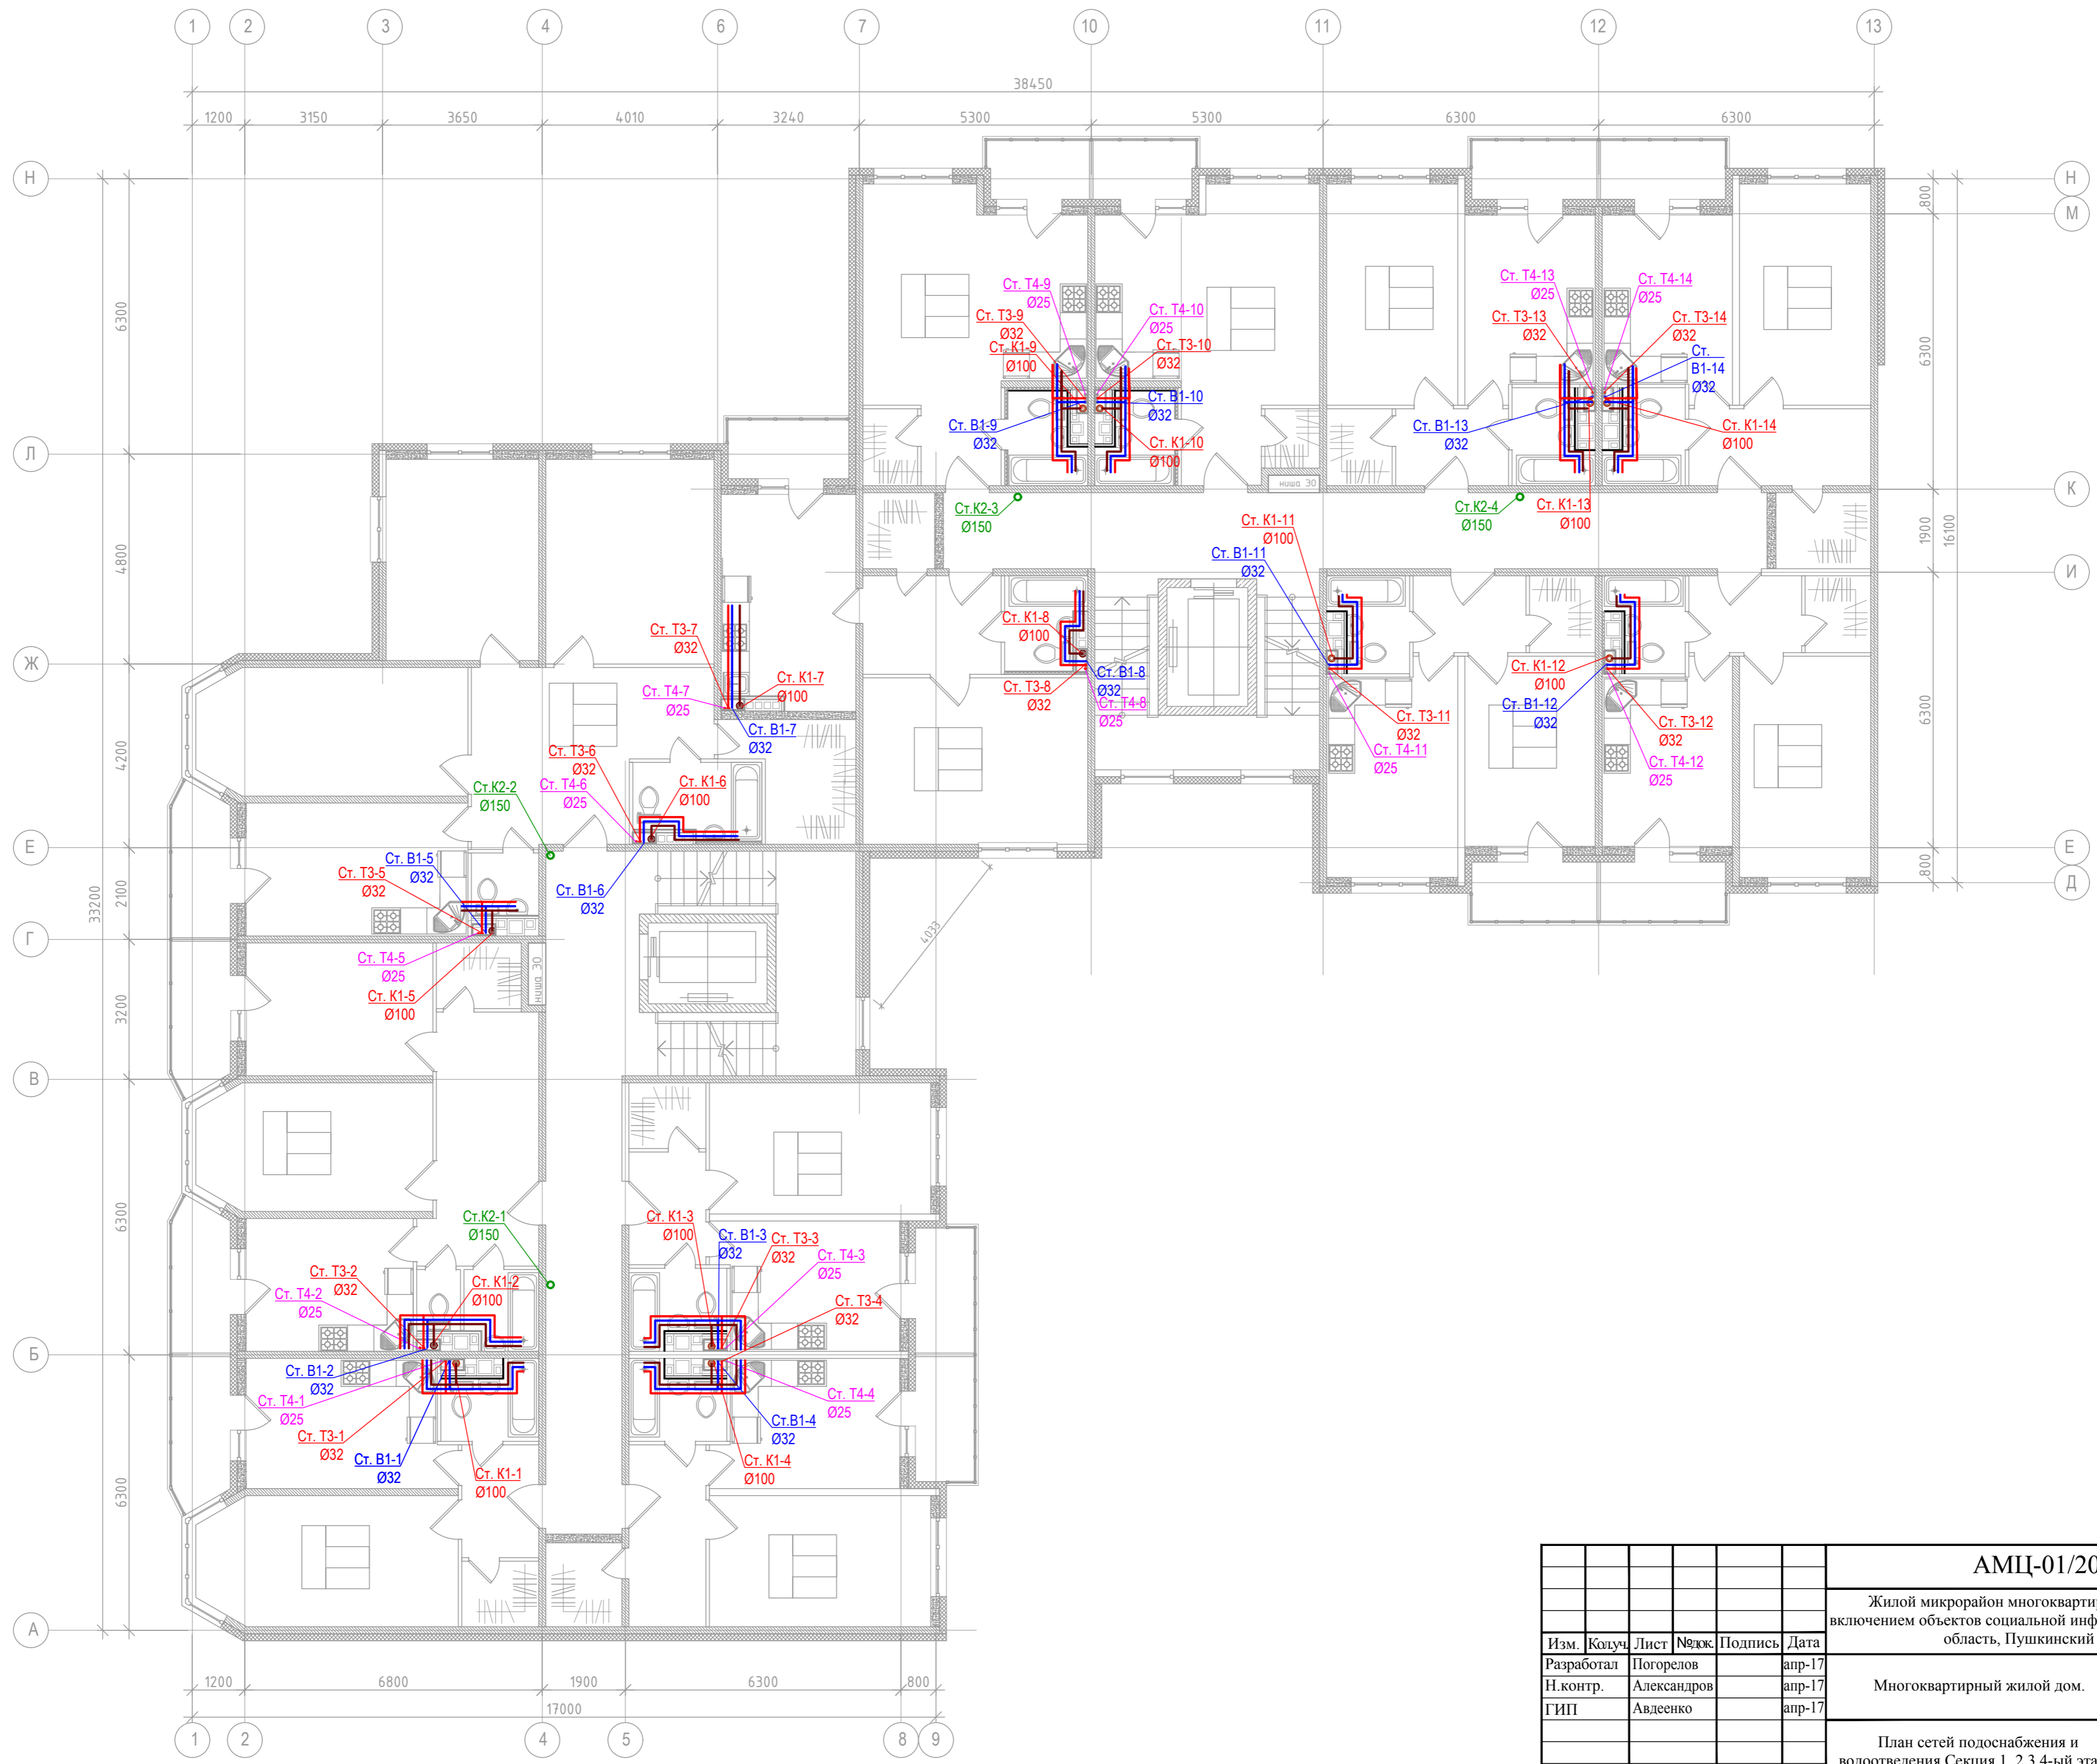 1 2 3 4 6 7 10 11 12 13
38450
1200 3150 3650 4010 3240 5300 5300 6300 6300
Н
Н
М
800
6300
6300
Ст. Т4-9
Ø25
Ст. Т3-9
Ø32
Ст. К1-9
Ø100
Ст. Т4-10
Ø25
Ст. Т3-10
Ø32
Ст. В1-10
Ø32
Ст. В1-9
Ø32
Ст. К1-10
Ø100
Ст. Т4-13
Ø25
Ст. Т4-14
Ø25
Ст. Т3-13
Ø32
Ст. Т3-14
Ø32
Ст.
В1-14
Ø32
Ст. В1-13
Ø32
Ст. К1-14
Ø100
Л
К
ниша ЭО
Ст.К2-3
Ø150
Ст.К2-4
Ø150
Ст. К1-13
Ø100
Ст. К1-11
Ø100
Ст. В1-11
Ø32
4800
1900
16100
И
Ст. Т3-7
Ø32
Ст. К1-7
Ø100
Ст. Т4-7
Ø25
Ст. В1-7
Ø32
Ст. К1-8
Ø100
Ст. В1-8
Ø32
Ст. Т3-8
Ø32
Ст. Т4-8
Ø25
Ст. Т3-11
Ø32
Ст. Т4-11
Ø25
Ст. К1-12
Ø100
Ст. В1-12
Ø32
Ст. Т3-12
Ø32
Ст. Т4-12
Ø25
Ж
4200
6300
Ст. Т3-6
Ø32
Ст. Т4-6
Ø25
Ст. К1-6
Ø100
Ст.К2-2
Ø150
Е
Е
800
Д
Ст. В1-5
Ø32
Ст. Т3-5
Ø32
Ст. В1-6
Ø32
33200
2100
4033
Г
Ст. Т4-5
Ø25
Ст. К1-5
Ø100
ниша ЭО
3200
В
6300
Ст.К2-1
Ø150
Ст. К1-3
Ø100
Ст. В1-3
Ø32
Ст. Т3-3
Ø32
Ст. Т4-3
Ø25
Ст. Т3-2
Ø32
Ст. К1-2
Ø100
Ст. Т4-2
Ø25
Ст. Т3-4
Ø32
Б
Ст. В1-2
Ø32
Ст. Т4-1
Ø25
Ст. Т3-1
Ø32
Ст. В1-1
Ø32
Ст. К1-1
Ø100
Ст. Т4-4
Ø25
Ст.В1-4
Ø32
Ст. К1-4
Ø100
6300
А
1200 6800 1900 6300 800
17000
1 2 4 5 8 9
АМЦ-01/20
Жилой микрорайон многокварти
включением объектов социальной инф
область, Пушкинский
Изм. Кол.уч. Лист №док. Подпись Дата
Разработал Погорелов апр-17
Н.контр. Александров апр-17
ГИП Авдеенко апр-17
Многоквартирный жилой дом.
План сетей подоснабжения и
водоотведения Секция 1, 2,3,4-ый эта